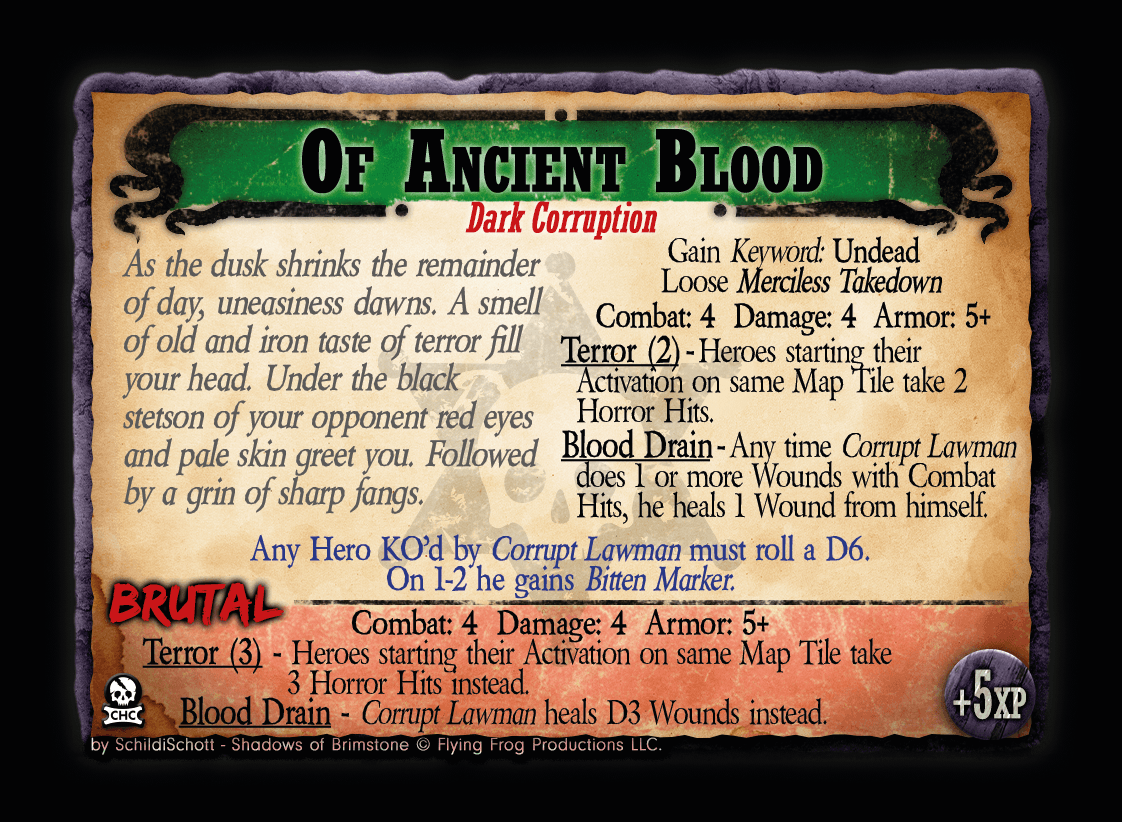 Of Ancient Blood
Dark Corruption
As the dusk shrinks the remainder
of day, uneasiness dawns. A smell
of old and iron taste of terror fill
your head. Under the black
stetson of your opponent red eyes
and pale skin greet you. Followed
by a grin of sharp fangs.
Gain Keyword: Undead
Loose Merciless Takedown
Combat: 4 Damage: 4 Armor: 5+
Terror (2) - Heroes starting their
Activation on same Map Tile take 2
Horror Hits.
Blood Drain - Any time Corrupt Lawman
does 1 or more Wounds with Combat
Hits, he heals 1 Wound from himself.
Any Hero KO'd by Corrupt Lawman must roll a D6.
On 1-2 he gains Bitten Marker.
BRUTAL
Combat: 4 Damage: 4 Armor: 5+
Terror (3) - Heroes starting their Activation on same Map Tile take
3 Horror Hits instead.
Blood Drain - Corrupt Lawman heals D3 Wounds instead.
CHC
+5XP
by SchildiSchott - Shadows of Brimstone © Flying Frog Productions LLC.